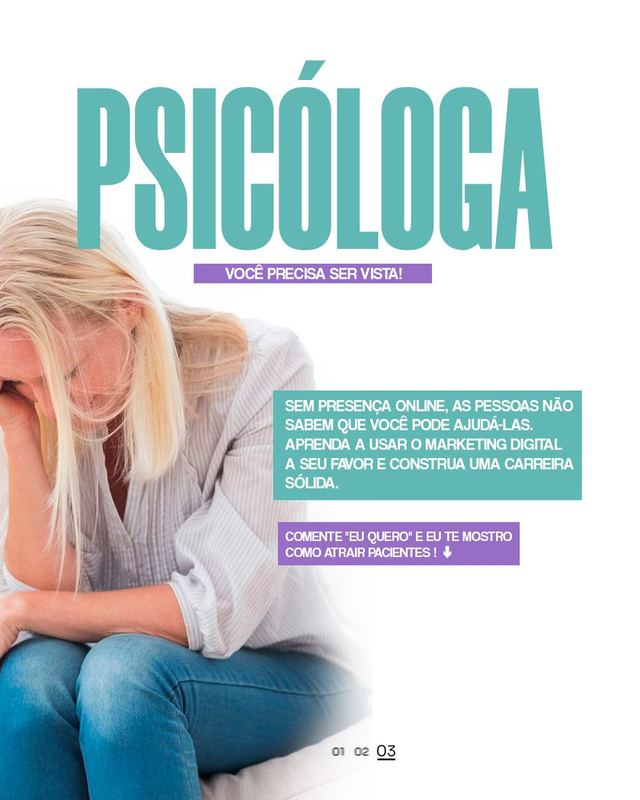 PSICÓLOGA
VOCÊ PRECISA SER VISTA!
SEM PRESENÇA ONLINE, AS PESSOAS NÃO
SABEM QUE VOCÊ PODE AJUDÁ-LAS.
APRENDA A USAR O MARKETING DIGITAL
A SEU FAVOR E CONSTRUA UMA CARREIRA
SÓLIDA.
COMENTE "EU QUERO" E EU TE MOSTRO
COMO ATRAIR PACIENTES !
01 02 03